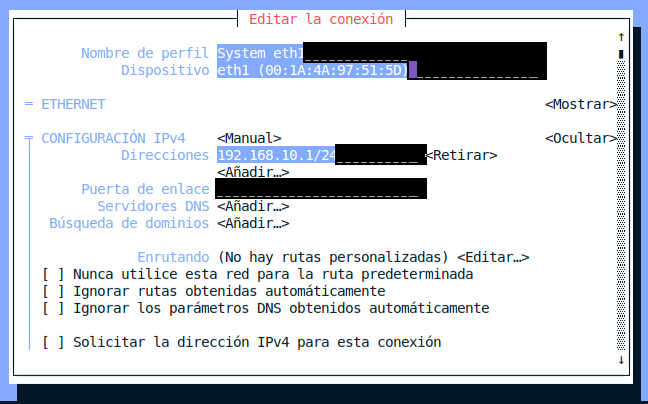 Editar la conexión
Nombre de perfil System eth1
Dispositivo eth1 (00:1A:4A:97:51:5D)
= ETHERNET <Mostrar>
= CONFIGURACIÓN IPv4 <Manual> <Ocultar>
Direcciones 192.168.10.1/24 <Retirar>
<Añadir…>
Puerta de enlace
Servidores DNS <Añadir…>
Búsqueda de dominios <Añadir…>
Enrutando (No hay rutas personalizadas) <Editar…>
[ ] Nunca utilice esta red para la ruta predeterminada
[ ] Ignorar rutas obtenidas automáticamente
[ ] Ignorar los parámetros DNS obtenidos automáticamente
[ ] Solicitar la dirección IPv4 para esta conexión